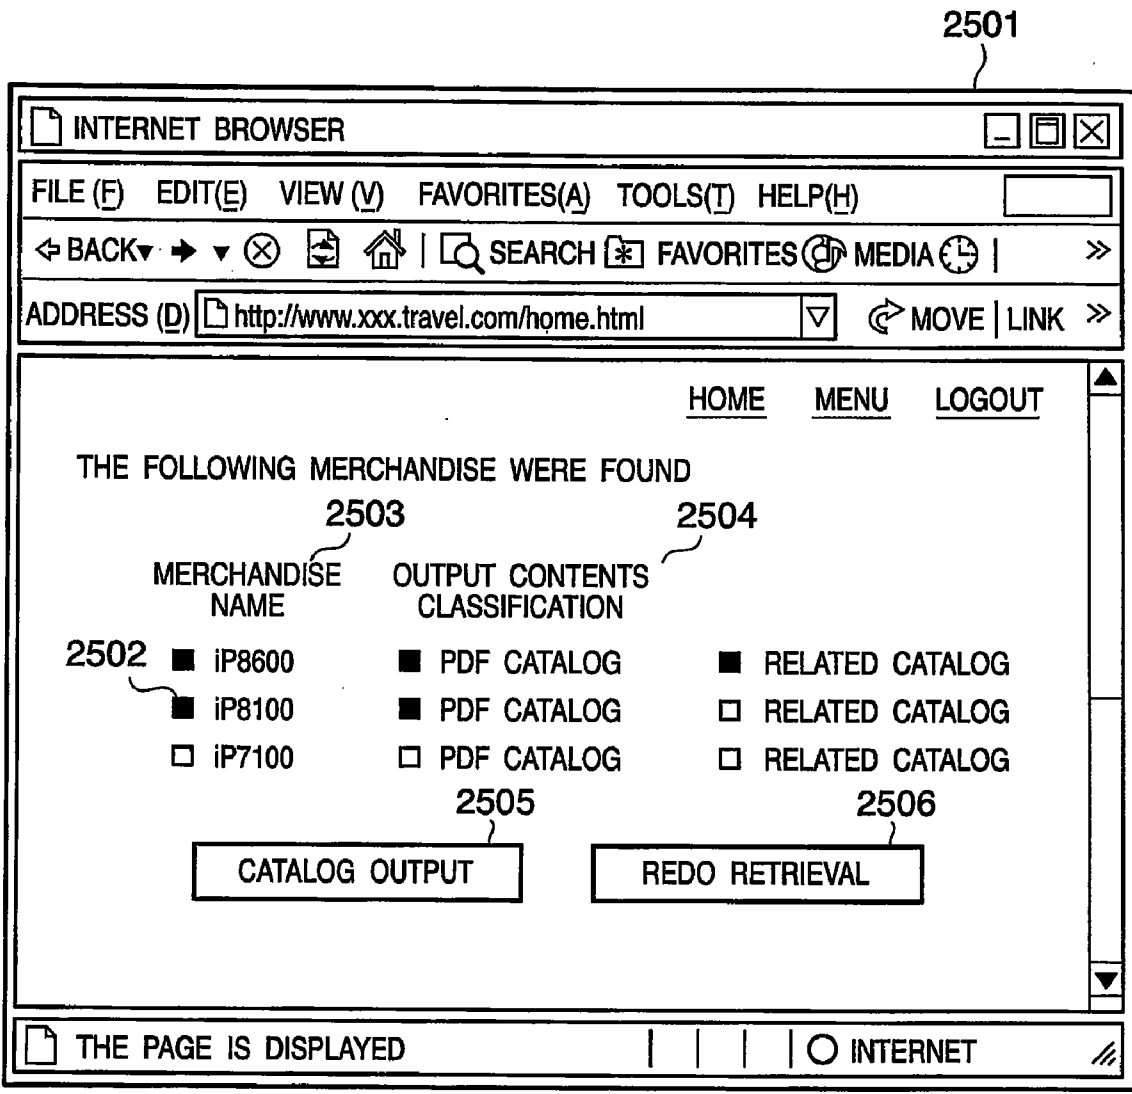 2501
INTERNET BROWSER
FILE (F) EDIT(E) VIEW (V) FAVORITES(A) TOOLS(T) HELP(H)
BACK SEARCH FAVORITES MEDIA
ADDRESS (D) http://www.xxx.travel.com/home.html MOVE LINK
HOME MENU LOGOUT
THE FOLLOWING MERCHANDISE WERE FOUND
2503 2504
MERCHANDISE OUTPUT CONTENTS
NAME CLASSIFICATION
2502 iP8600 PDF CATALOG RELATED CATALOG
iP8100 PDF CATALOG RELATED CATALOG
iP7100 PDF CATALOG RELATED CATALOG
2505 2506
CATALOG OUTPUT REDO RETRIEVAL
THE PAGE IS DISPLAYED INTERNET